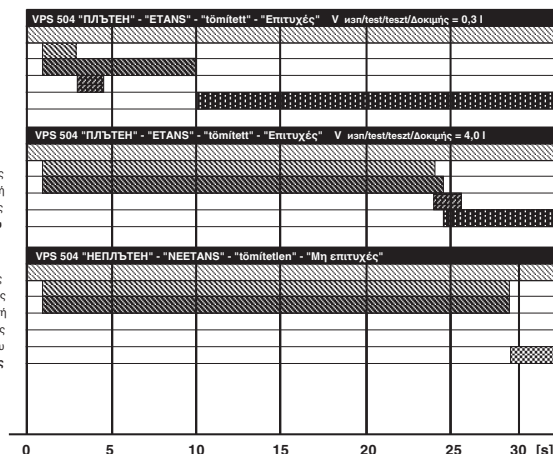 VPS 504 "ПЛЪТЕН" - "ETANS" - "tömített" - "Επιτυχές" V изп/test/teszt/Δοκιμής = 0,3 l
VPS 504 "ПЛЪТЕН" - "ETANS" - "tömített" - "Επιτυχές" V изп/test/teszt/Δοκιμής = 4,0 l
VPS 504 "НЕПЛЪТЕН" - "NEETANS" - "tömítetlen" - "Μη επιτυχές"
0 5 10 15 20 25 30 [s]